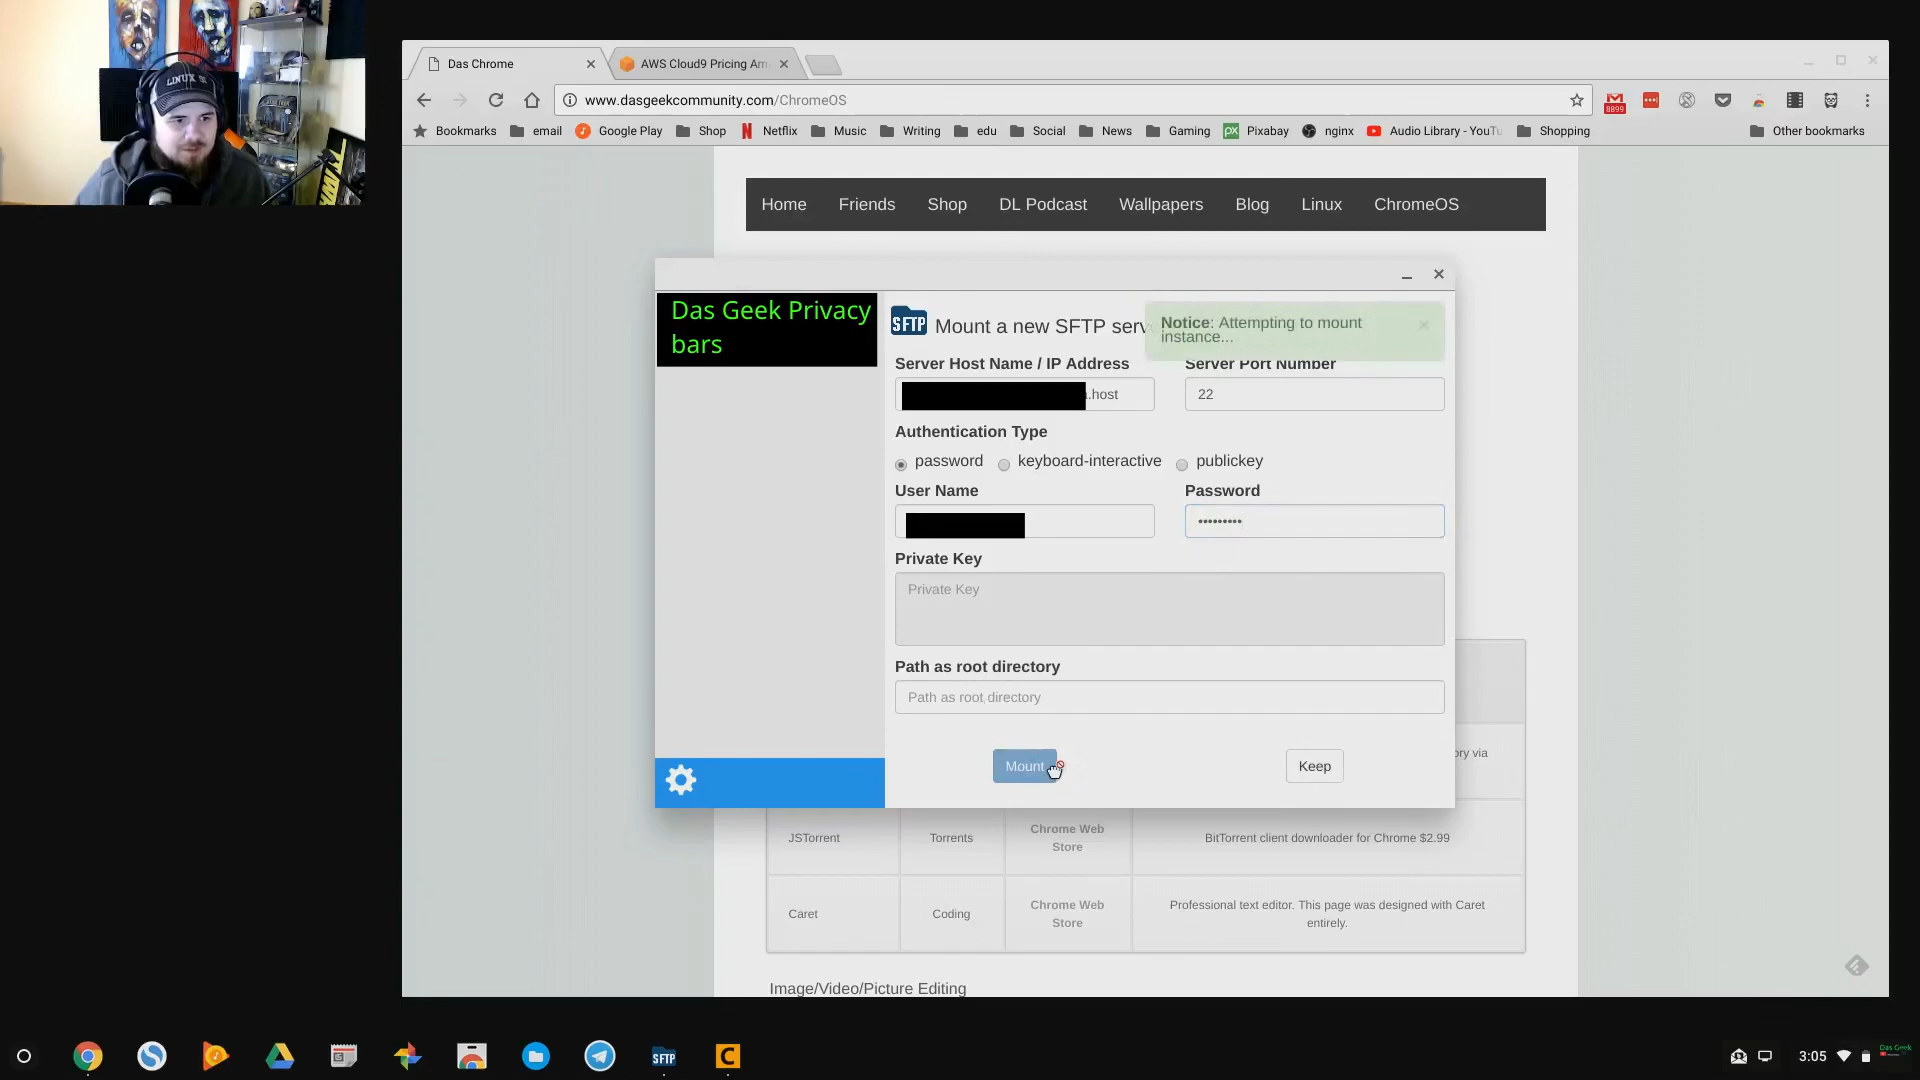 Das Chrome
AWS Cloud9 Pricing Am
www.dasgeekcommunity.com/ChromeOS
8899
Bookmarks
email
Google Play
Shop
Netflix
Music
Writing
edu
Social
News
Gaming
Pixabay
nginx
Audio Library - YouTu
Shopping
Other bookmarks
Home
Friends
Shop
DL Podcast
Wallpapers
Blog
Linux
ChromeOS
Das Geek Privacy
bars
SFTP
Mount a new SFTP serv
Notice: Attempting to mount
instance...
Server Host Name / IP Address
Server Port Number
.host
22
Authentication Type
password
keyboard-interactive
publickey
User Name
Password
Private Key
Private Key
Path as root directory
Path as root directory
Mount
Keep
ory via
JSTorrent
Torrents
Chrome Web
Store
BitTorrent client downloader for Chrome $2.99
Caret
Coding
Chrome Web
Store
Professional text editor. This page was designed with Caret
entirely.
Image/Video/Picture Editing
SFTP
3:05
Das Geek